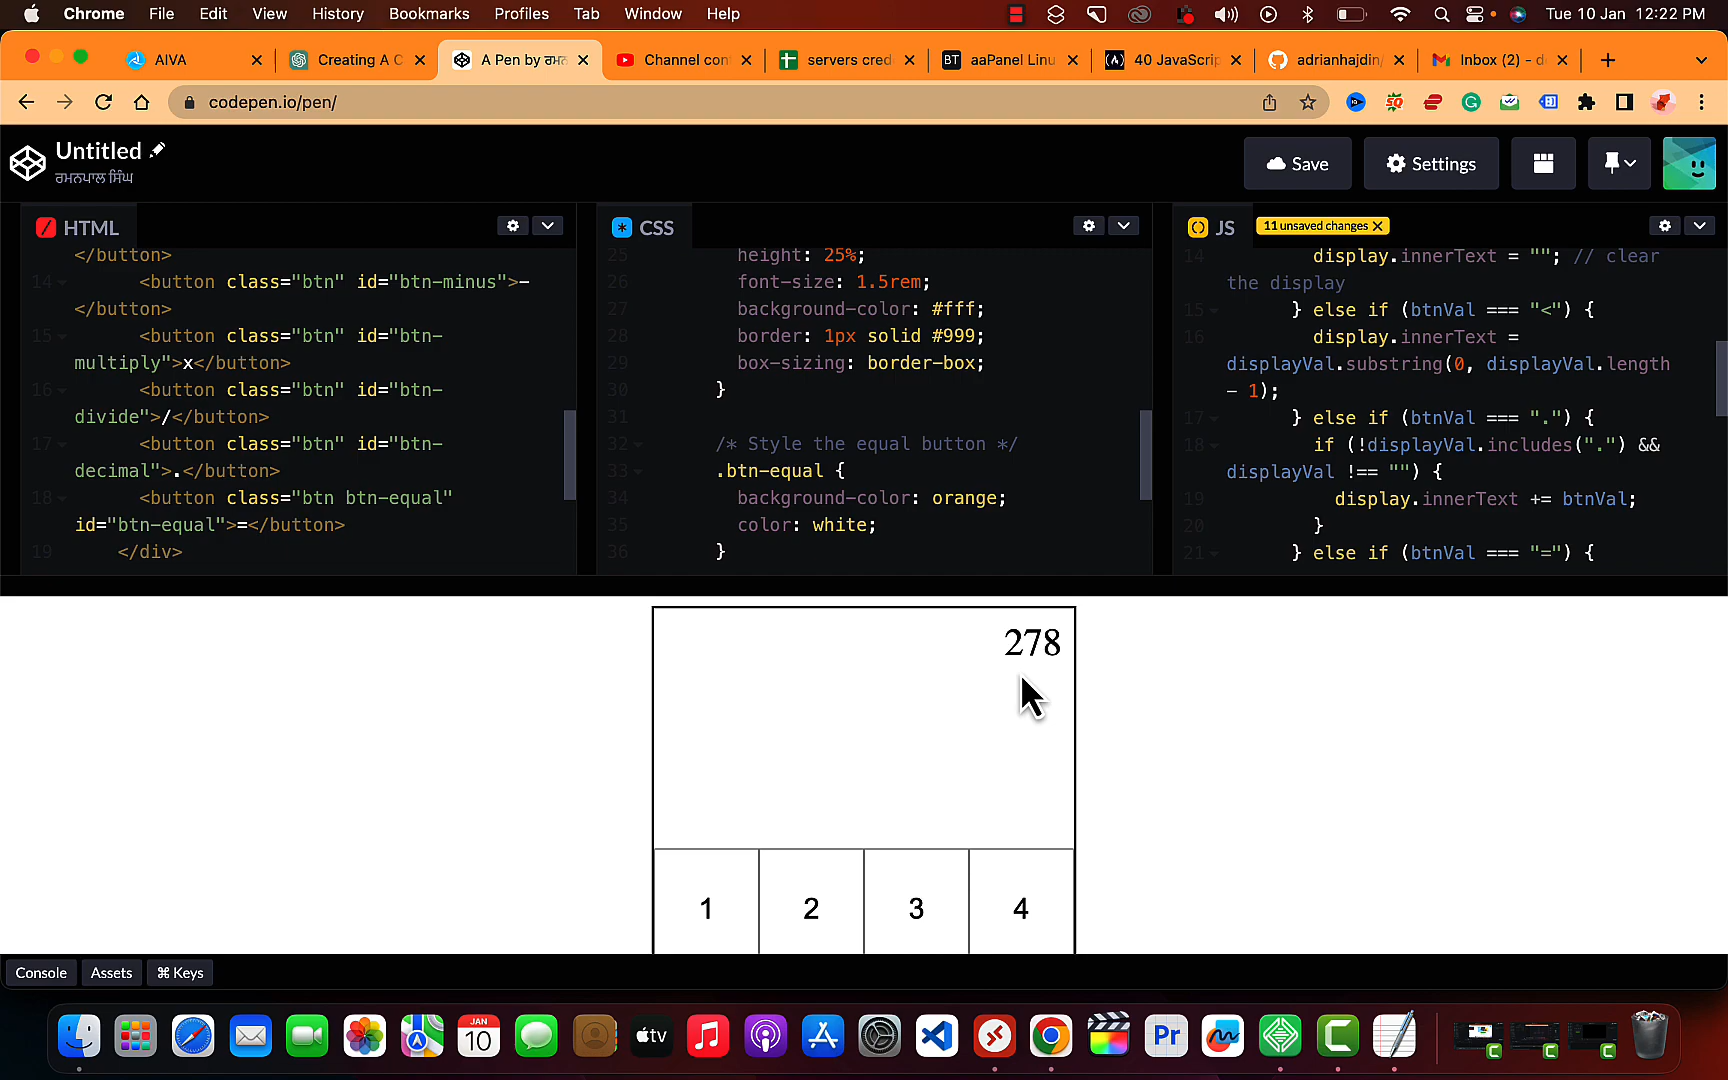 Chrome File Edit View History Bookmarks Profiles Tab Window Help Tue 10 Jan 12:22 PM
AIVA Creating A C A Pen by ਰਮਨ Channel con servers cred BT aaPanel Linu (A) 40 JavaScrip adrianhajdin/ Inbox (2) - d
codepen.io/pen/
Untitled
ਰਮਨਪਾਲ ਸਿੰਘ
Save Settings
HTML
</button>
14 <button class="btn" id="btn-minus">-
</button>
15 <button class="btn" id="btn-
multiply">x</button>
16 <button class="btn" id="btn-
divide">/</button>
17 <button class="btn" id="btn-
decimal">.</button>
18 <button class="btn btn-equal"
id="btn-equal">=</button>
19 </div>
CSS
25 height: 25%;
26 font-size: 1.5rem;
27 background-color: #fff;
28 border: 1px solid #999;
29 box-sizing: border-box;
30 }
31
32 /* Style the equal button */
33 .btn-equal {
34 background-color: orange;
35 color: white;
36 }
JS 11 unsaved changes X
14 display.innerText = ""; // clear
the display
15 } else if (btnVal === "<") {
16 display.innerText =
displayVal.substring(0, displayVal.length
- 1);
17 } else if (btnVal === ".") {
18 if (!displayVal.includes(".") &&
displayVal !== "") {
19 display.innerText += btnVal;
20 }
21 } else if (btnVal === "=") {
278
1 2 3 4
Console Assets ⌘ Keys
JAN
10
tv
Pr